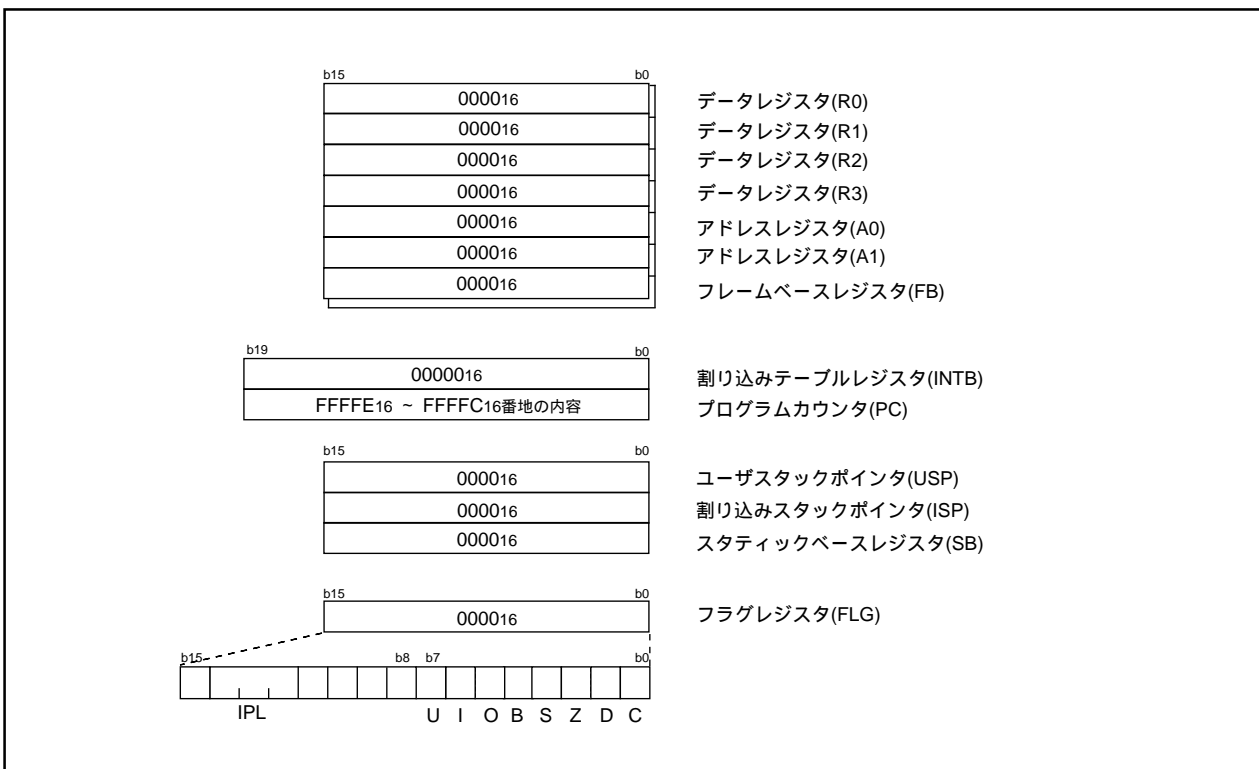 b15 b0
000016 データレジスタ(R0)
000016 データレジスタ(R1)
000016 データレジスタ(R2)
000016 データレジスタ(R3)
000016 アドレスレジスタ(A0)
000016 アドレスレジスタ(A1)
000016 フレームベースレジスタ(FB)
b19 b0
0000016 割り込みテーブルレジスタ(INTB)
FFFFE16 ~ FFFFC16番地の内容 プログラムカウンタ(PC)
b15 b0
000016 ユーザスタックポインタ(USP)
000016 割り込みスタックポインタ(ISP)
000016 スタティックベースレジスタ(SB)
b15 b0
000016 フラグレジスタ(FLG)
b15 b8 b7 b0
IPL U I O B S Z D C